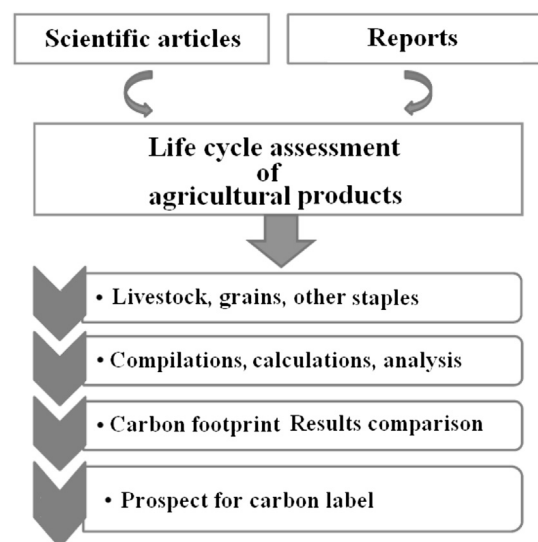 Scientific articles
Reports
Life cycle assessment
of
agricultural products
• Livestock, grains, other staples
• Compilations, calculations, analysis
• Carbon footprint Results comparison
• Prospect for carbon label